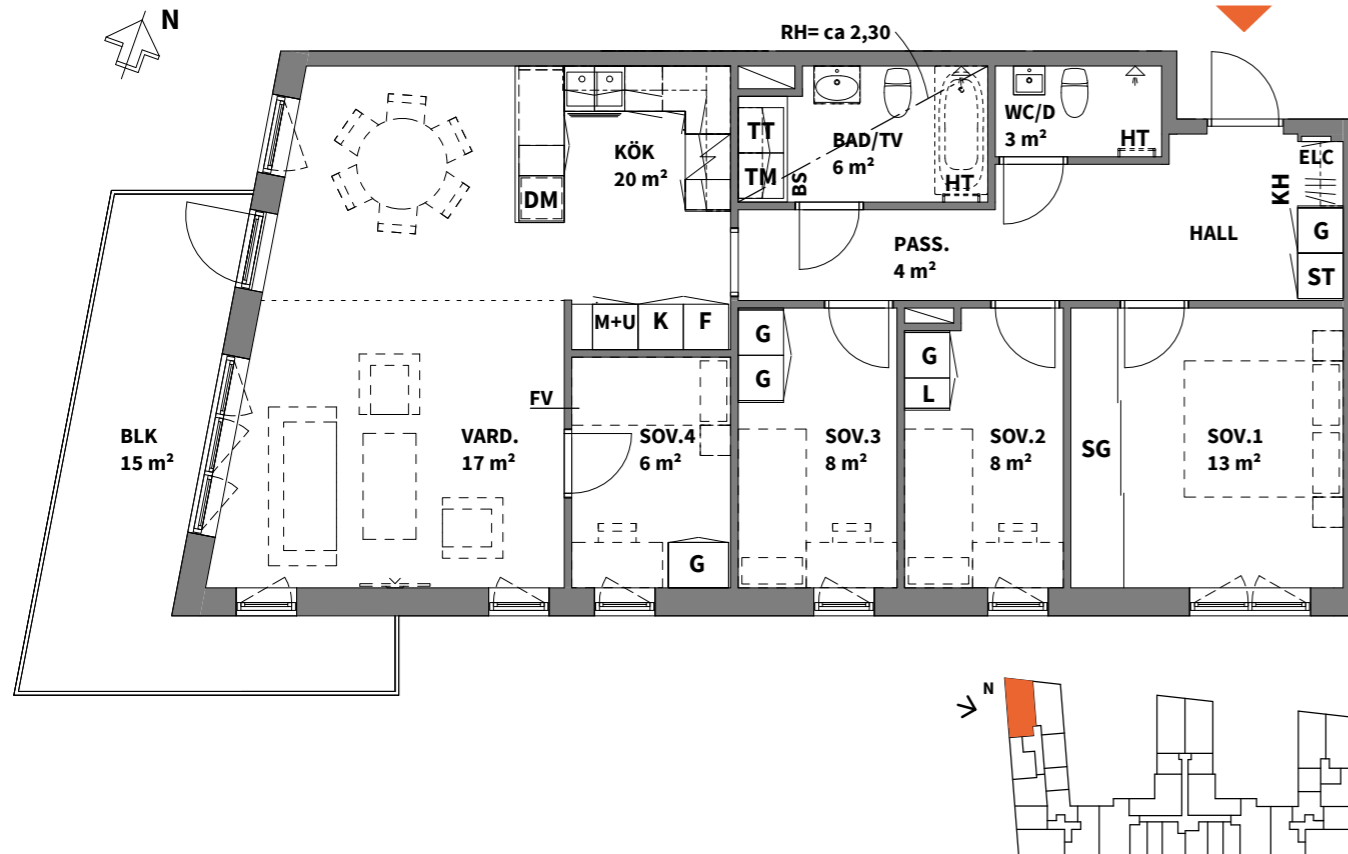 N
RH= ca 2,30
KÖK
20 m²
DM
TT
TM
BS
BAD/TV
6 m²
HT
WC/D
3 m²
HT
ELC
KH
G
ST
HALL
PASS.
4 m²
M+U
K
F
G
G
G
L
FV
BLK
15 m²
VARD.
17 m²
SOV.4
6 m²
G
SOV.3
8 m²
SOV.2
8 m²
SG
SOV.1
13 m²
N